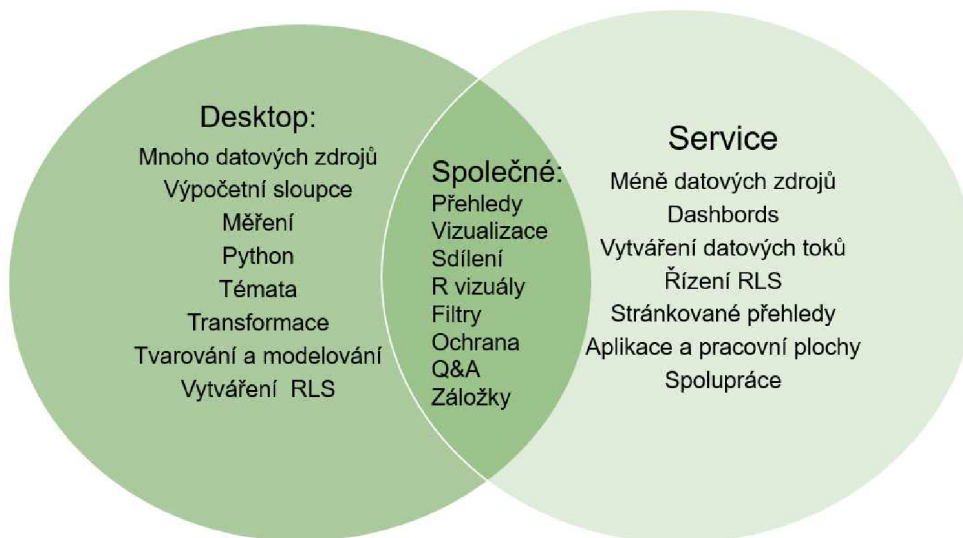 Desktop:
Mnoho datových zdrojů
Výpočetní sloupce
Měření
Python
Témata
Transformace
Tvarování a modelování
Vytváření  RLS
Společné:
Přehledy
Vizualizace
Sdílení
R vizuály
Filtry
Ochrana
Q&A
Záložky
Service
Méně datových zdrojů
Dashbords
Vytváření datových toků
Řízení RLS
Stránkované přehledy
Aplikace a pracovní plochy
Spolupráce